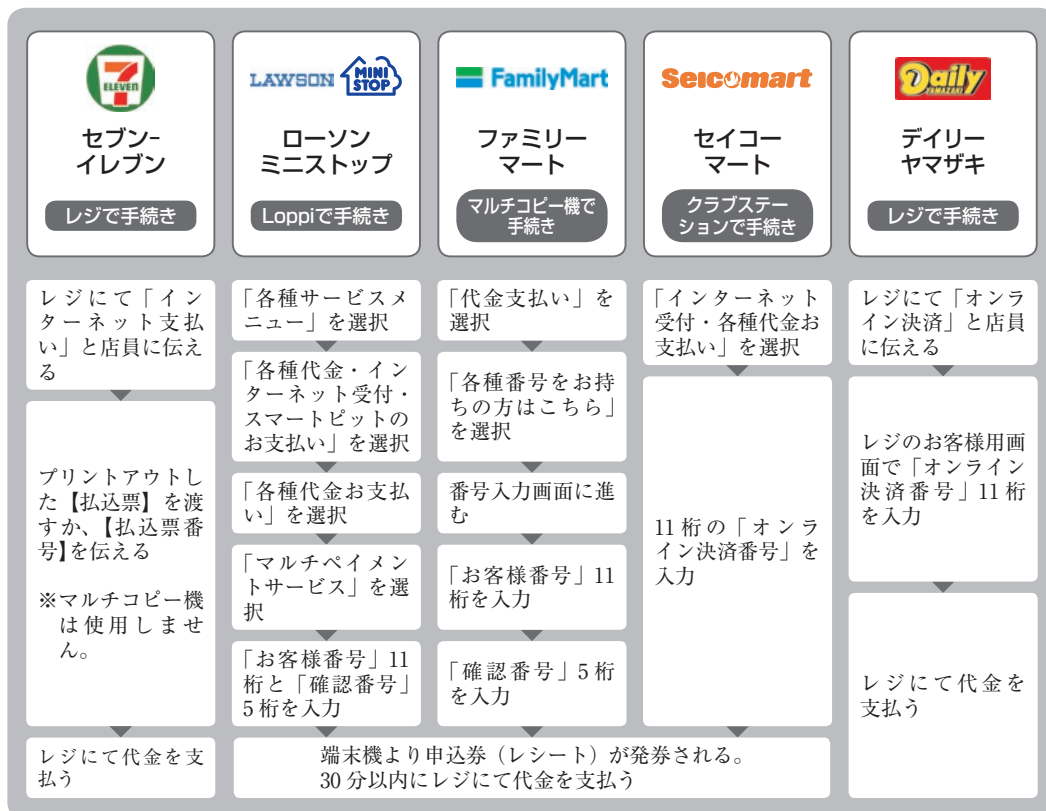 7
ELEVEN
セブン-
イレブン
レジで手続き
レジにて「イン
ターネット支払
い」と店員に伝え
る
プリントアウトし
た【払込票】を渡
すか、【払込票番
号】を伝える
※マルチコピー機
は使用しませ
ん。
レジにて代金を支
払う
LAWSON
MINI
STOP
ローソン
ミニストップ
Loppiで手続き
「各種サービスメ
ニュー」を選択
「各種代金・イン
ターネット受付・
スマートピットの
お支払い」を選択
「各種代金お支払
い」を選択
「マルチペイメン
トサービス」を選
択
「お客様番号」11
桁と「確認番号」
5桁を入力
FamilyMart
ファミリー
マート
マルチコピー機で
手続き
「代金支払い」を
選択
「各種番号をお持
ちの方はこちら」
を選択
番号入力画面に進
む
「お客様番号」11
桁を入力
「確認番号」5桁
を入力
Seicomart
セイコー
マート
クラブステー
ションで手続き
「インターネット
受付・各種代金お
支払い」を選択
11桁の「オンラ
イン決済番号」を
入力
端末機より申込券（レシート）が発券される。
30分以内にレジにて代金を支払う
Daily
YAMAZAKI
デイリー
ヤマザキ
レジで手続き
レジにて「オンラ
イン決済」と店員
に伝える
レジのお客様用画
面で「オンライン
決済番号」11桁
を入力
レジにて代金を
支払う